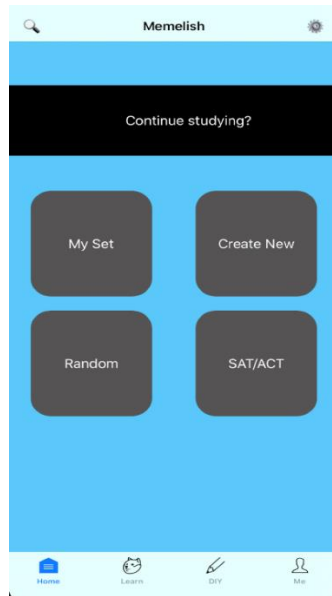 Memelish
Continue studying?
My Set
Create New
Random
SAT/ACT
Home
Learn
DIY
Me